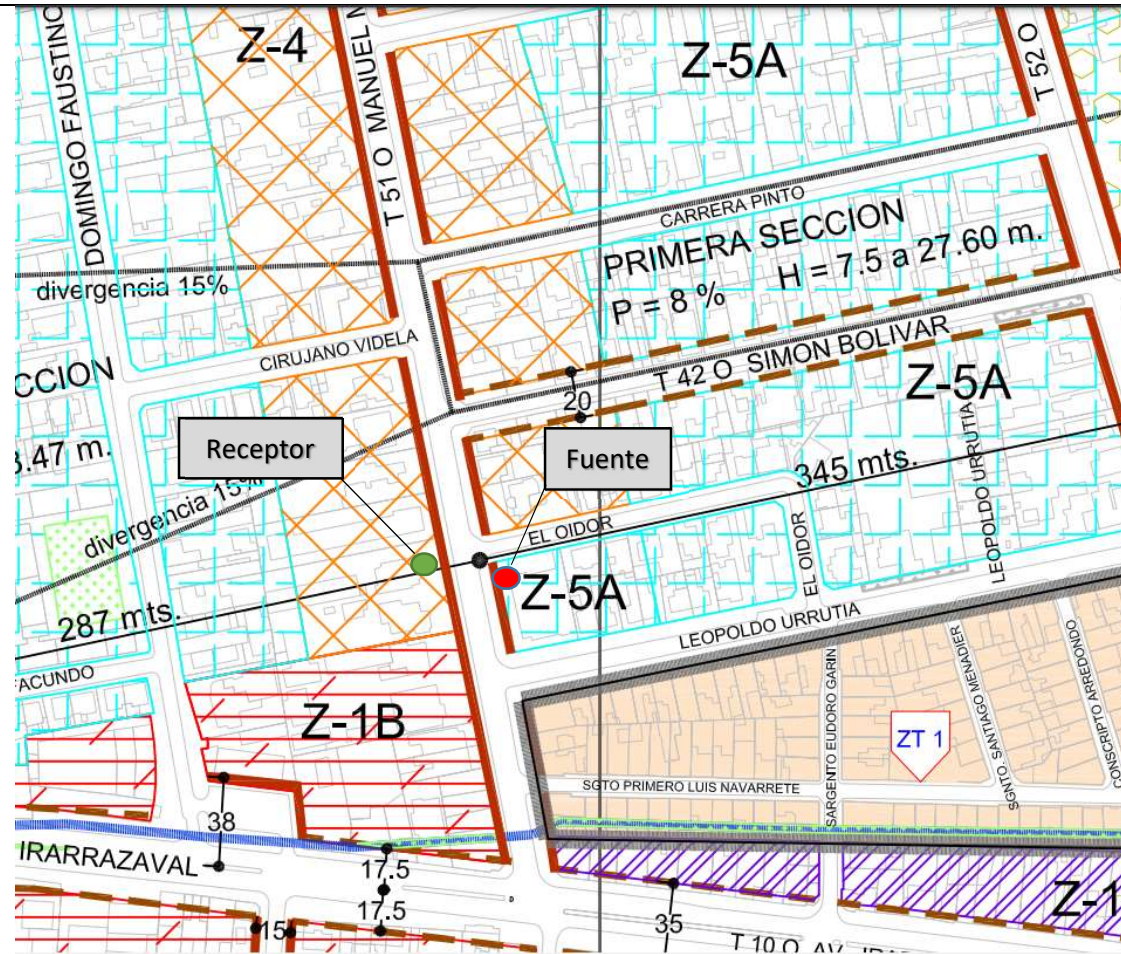 DOMINGO FAUSTINO
Z-4
T 51 O MANUEL
Z-5A
T 52 O
CARRERA PINTO
PRIMERA SECCION
P = 8 % H = 7.5 a 27.60 m.
divergencia 15%
CIRUJANO VIDELA
T 42 O SIMON BOLIVAR
20
CCION
Z-5A
3.47 m.
Receptor
Fuente
345 mts.
LEOPOLDO URRUTIA
divergencia 15%
EL OIDOR
EL OIDOR
Z-5A
287 mts.
LEOPOLDO URRUTIA
FACUNDO
Z-1B
SARGENTO EUDORO GARIN
SGNTO. SANTIAGO MENADIER
CONSCRIPTO ARREDONDO
ZT 1
SGTO PRIMERO LUIS NAVARRETE
38
IRARRAZAVAL
17.5
17.5
15
35
Z-1
T 10 O AV.